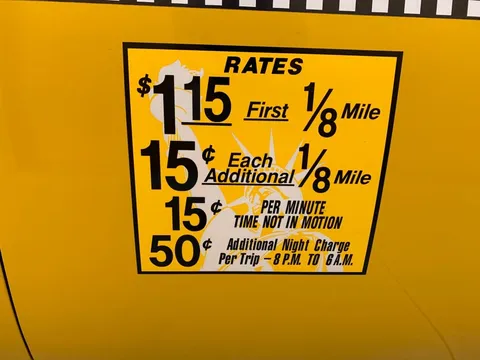 RATES
$1 15 First 1/8 Mile
15¢ Each Additional 1/8 Mile
15¢ PER MINUTE
TIME NOT IN MOTION
50¢ Additional Night Charge
Per Trip – 8 P.M. TO 6 A.M.